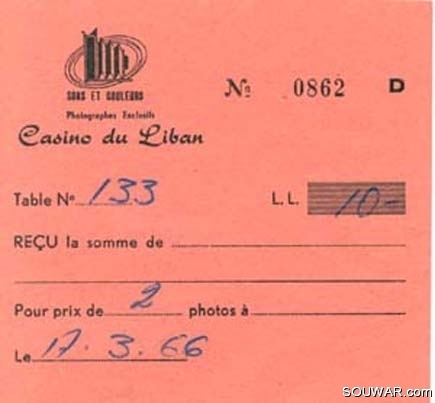 SONS ET COULEURS
Photographes Exclusifs
Casino du Liban
Nº 0862 D
Table Nº 133 L.L. 10-
REÇU la somme de
Pour prix de 2 photos à
Le 17.3.66
SOUWAR.com